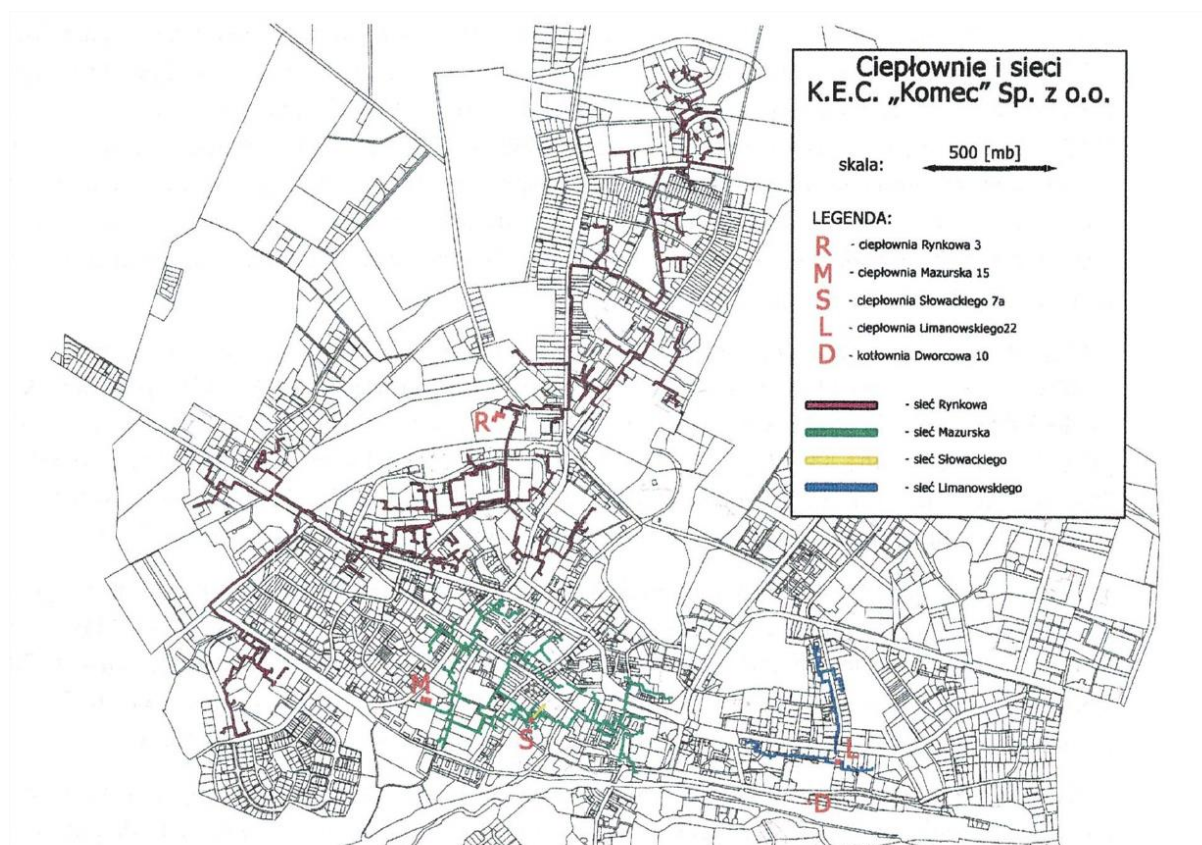 Ciepłownie i sieci
K.E.C. „Komec” Sp. z o.o.
skala:
500 [mb]
LEGENDA:
R - ciepłownia Rynkowa 3
M - ciepłownia Mazurska 15
S - ciepłownia Słowackiego 7a
L - ciepłownia Limanowskiego22
D - kotłownia Dworcowa 10
- sieć Rynkowa
- sieć Mazurska
- sieć Słowackiego
- sieć Limanowskiego
R
M
S
L
D